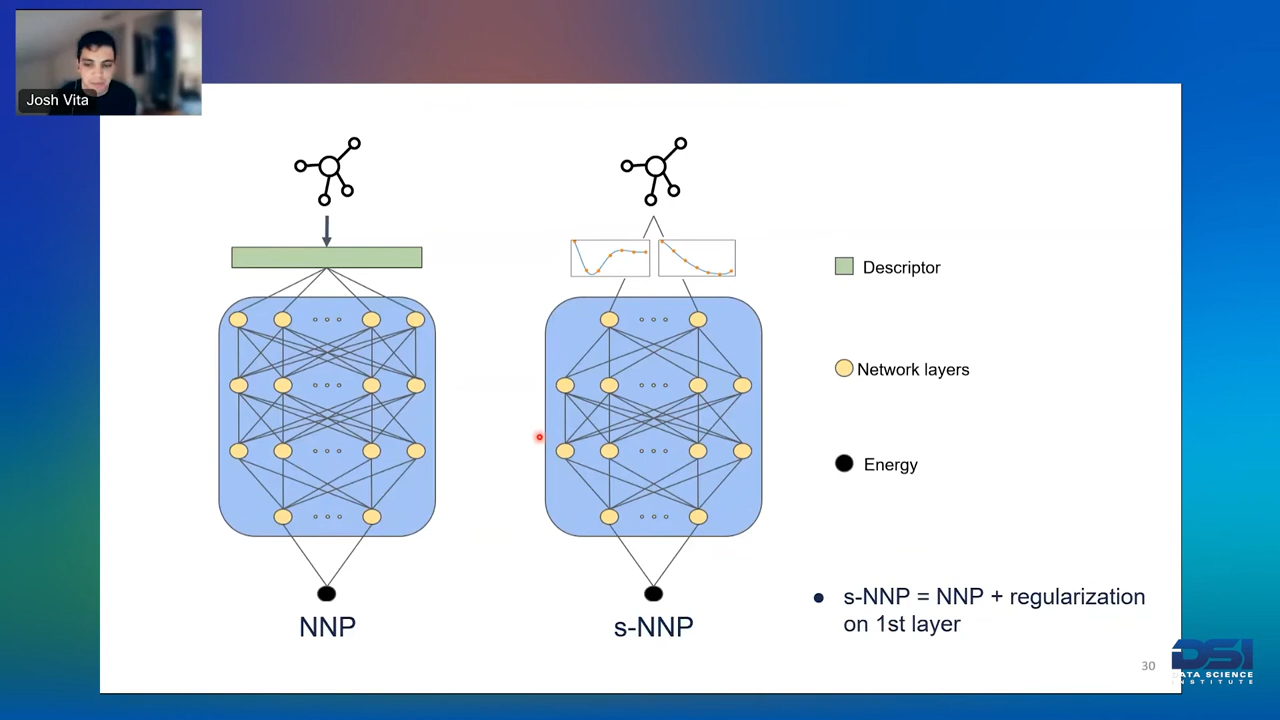 Josh Vita
Descriptor
Network layers
Energy
NNP
s-NNP
s-NNP = NNP + regularization
on 1st layer
30
DSI
DATA SCIENCE
INSTITUTE